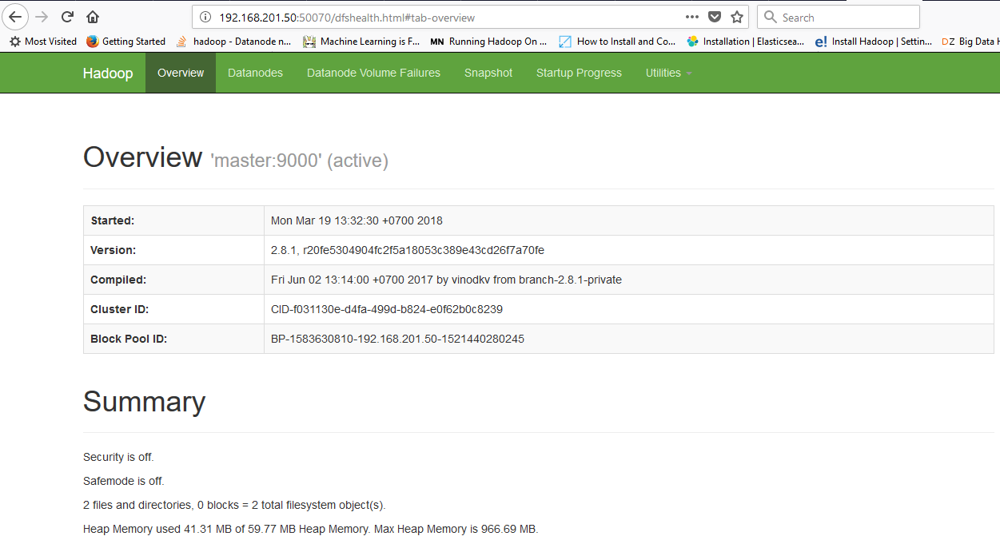 192.168.201.50:50070/dfshealth.html#tab-overview
Search
Most Visited Getting Started hadoop - Datanode n... Machine Learning is F... MN Running Hadoop On ... How to Install and Co... Installation | Elasticsea... e! Install Hadoop | Settin... DZ Big Data H
Hadoop Overview Datanodes Datanode Volume Failures Snapshot Startup Progress Utilities
Overview 'master:9000' (active)
Started: Mon Mar 19 13:32:30 +0700 2018
Version: 2.8.1, r20fe5304904fc2f5a18053c389e43cd26f7a70fe
Compiled: Fri Jun 02 13:14:00 +0700 2017 by vinodkv from branch-2.8.1-private
Cluster ID: CID-f031130e-d4fa-499d-b824-e0f62b0c8239
Block Pool ID: BP-1583630810-192.168.201.50-1521440280245
Summary
Security is off.
Safemode is off.
2 files and directories, 0 blocks = 2 total filesystem object(s).
Heap Memory used 41.31 MB of 59.77 MB Heap Memory. Max Heap Memory is 966.69 MB.